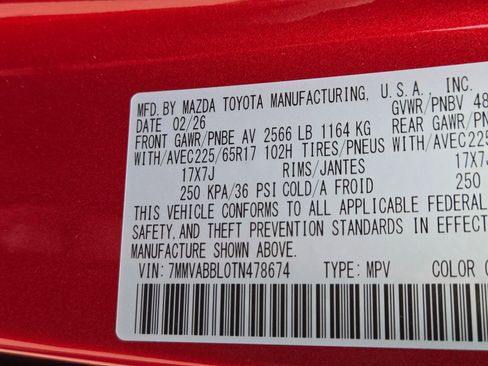 MFD. BY MAZDA TOYOTA MANUFACTURING, U.S.A., INC.
DATE 02/26 GVWR/PNBV 48
FRONT GAWR/PNBE AV 2566 LB 1164 KG REAR GAWR/P
WITH/AVEC225/65R17 102H TIRES/PNEUS WITH/AVEC225
17X7J RIMS/JANTES 17X7
250 KPA/36 PSI COLD/A FROID 250
THIS VEHICLE CONFORMS TO ALL APPLICABLE FEDERAL
SAFETY, AND THEFT PREVENTION STANDARDS IN EFFECT
MANUFACTURE SHOWN ABOVE.
VIN: 7MMVABBL0TN478674 TYPE: MPV COLOR